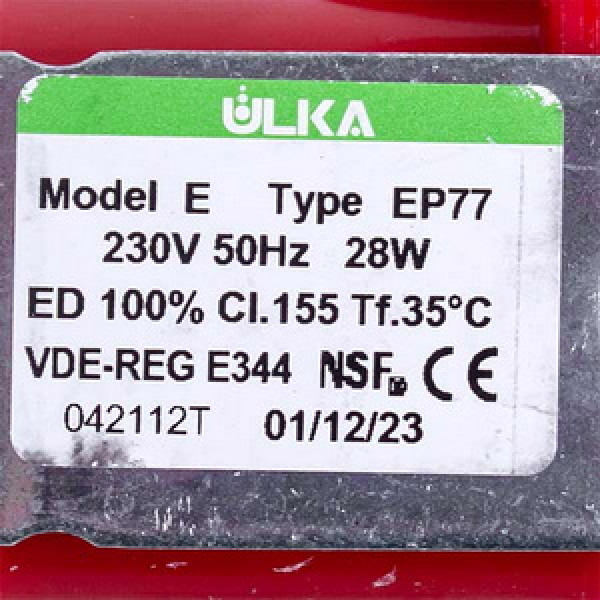 ULKA
Model E Type EP77
230V 50Hz 28W
ED 100% Cl.155 Tf.35°C
VDE-REG E344 NSF CE
042112T 01/12/23